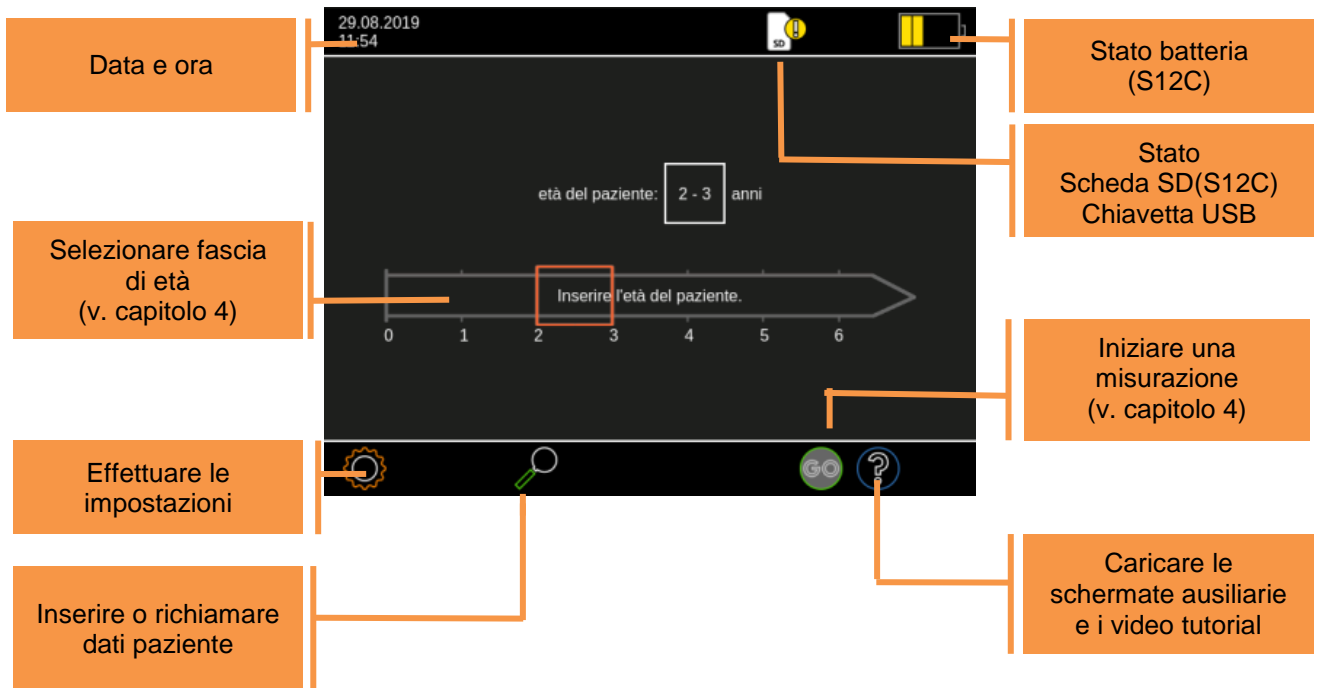 29.08.2019
11:54
SD
Data e ora
Stato batteria
(S12C)
Stato
Scheda SD(S12C)
Chiavetta USB
età del paziente: 2 - 3 anni
Selezionare fascia
di età
(v. capitolo 4)
Inserire l'età del paziente.
0 1 2 3 4 5 6
Iniziare una
misurazione
(v. capitolo 4)
Effettuare le
impostazioni
GO ?
Inserire o richiamare
dati paziente
Caricare le
schermate ausiliarie
e i video tutorial